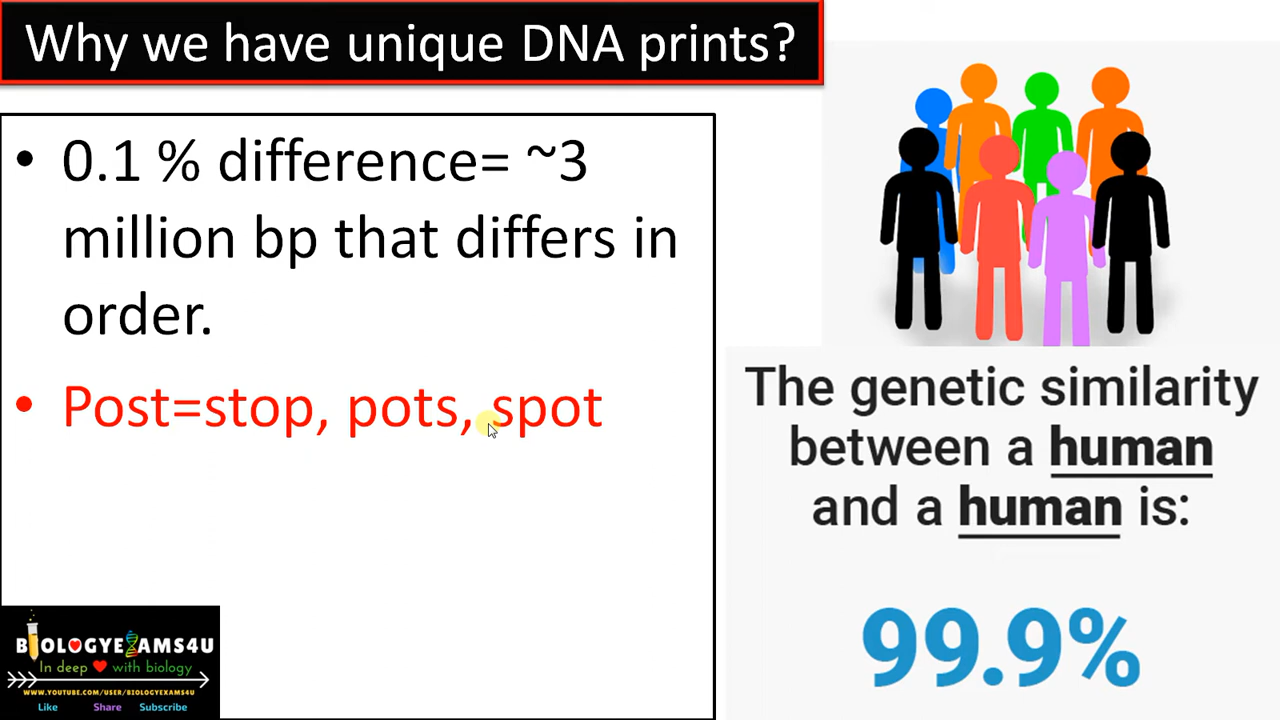 Why we have unique DNA prints?
• 0.1 % difference= ~3
million bp that differs in
order.
• Post=stop, pots, spot
The genetic similarity
between a human
and a human is:
99.9%
BIOLOGYEXAMS4U
In deep ❤ with biology
WWW.YOUTUBE.COM/USER/BIOLOGYEXAMS4U
Like Share Subscribe